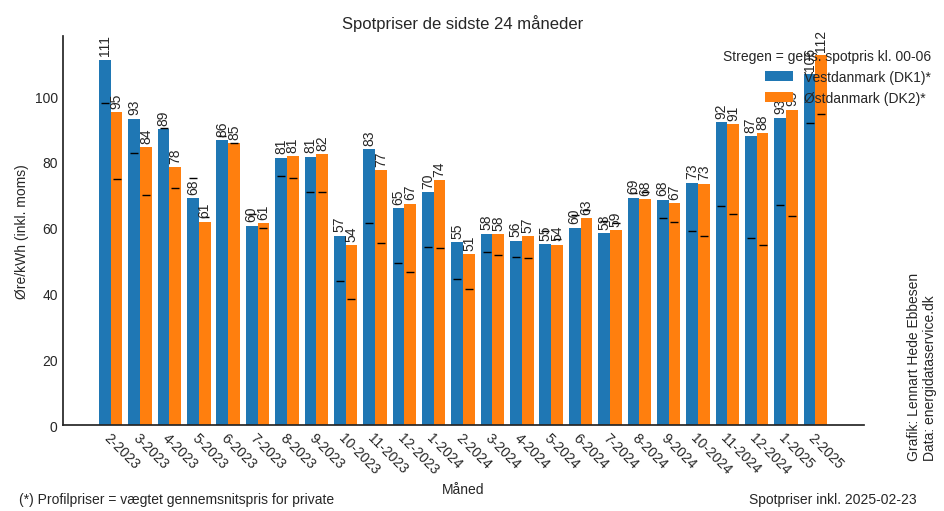 Spotpriser de sidste 24 måneder
Stregen = gebs. spotpris kl. 00-06
Vestdanmark (DK1)*
Østdanmark (DK2)*
Øre/kWh (inkl. moms)
100
80
60
40
20
0
111 95 93 84 89 78 68 61 86 85 60 61 81 81 81 82 57 54 83 77 65 67 70 74 55 51 58 58 56 57 55 54 60 63 58 59 69 68 68 67 73 73 92 91 87 88 93 112
2-2023 3-2023 4-2023 5-2023 6-2023 7-2023 8-2023 9-2023 10-2023 11-2023 12-2023 1-2024 2-2024 3-2024 4-2024 5-2024 6-2024 7-2024 8-2024 9-2024 10-2024 11-2024 12-2024 1-2025 2-2025
Måned
(*) Profilpriser = vægtet gennemsnitspris for private
Spotpriser inkl. 2025-02-23
Grafik: Lennart Hede Ebbesen
Data: energidataservice.dk